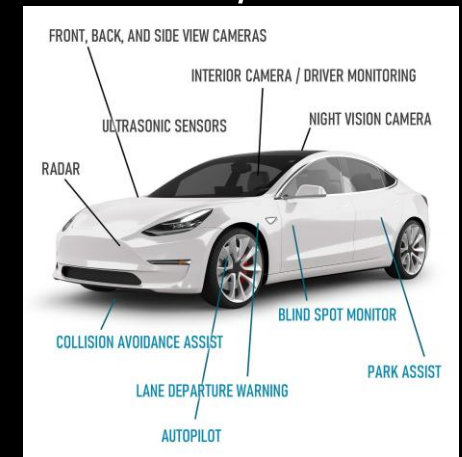 FRONT, BACK, AND SIDE VIEW CAMERAS
INTERIOR CAMERA / DRIVER MONITORING
ULTRASONIC SENSORS
NIGHT VISION CAMERA
RADAR
BLIND SPOT MONITOR
COLLISION AVOIDANCE ASSIST
PARK ASSIST
LANE DEPARTURE WARNING
AUTOPILOT